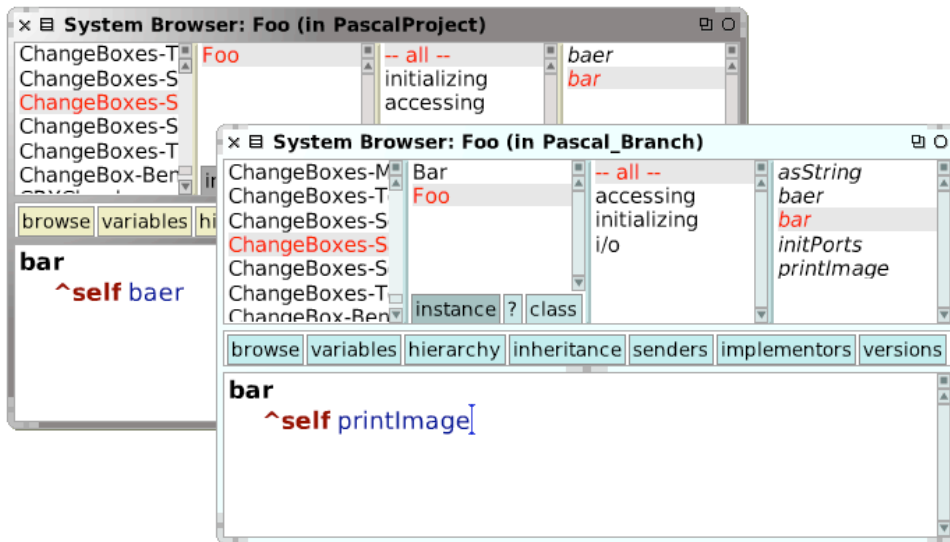 System Browser: Foo (in PascalProject)
ChangeBoxes-T
ChangeBoxes-S
ChangeBoxes-S
ChangeBoxes-S
ChangeBoxes-T
ChangeBox-Ben
Foo
-- all --
initializing
accessing
baer
bar
browse variables hi
bar
^self baer
System Browser: Foo (in Pascal_Branch)
ChangeBoxes-M
ChangeBoxes-T
ChangeBoxes-S
ChangeBoxes-S
ChangeBoxes-S
ChangeBoxes-T
ChangeBox-Ben
Bar
Foo
instance ? class
-- all --
accessing
initializing
i/o
asString
baer
bar
initPorts
printImage
browse variables hierarchy inheritance senders implementors versions
bar
^self printImage